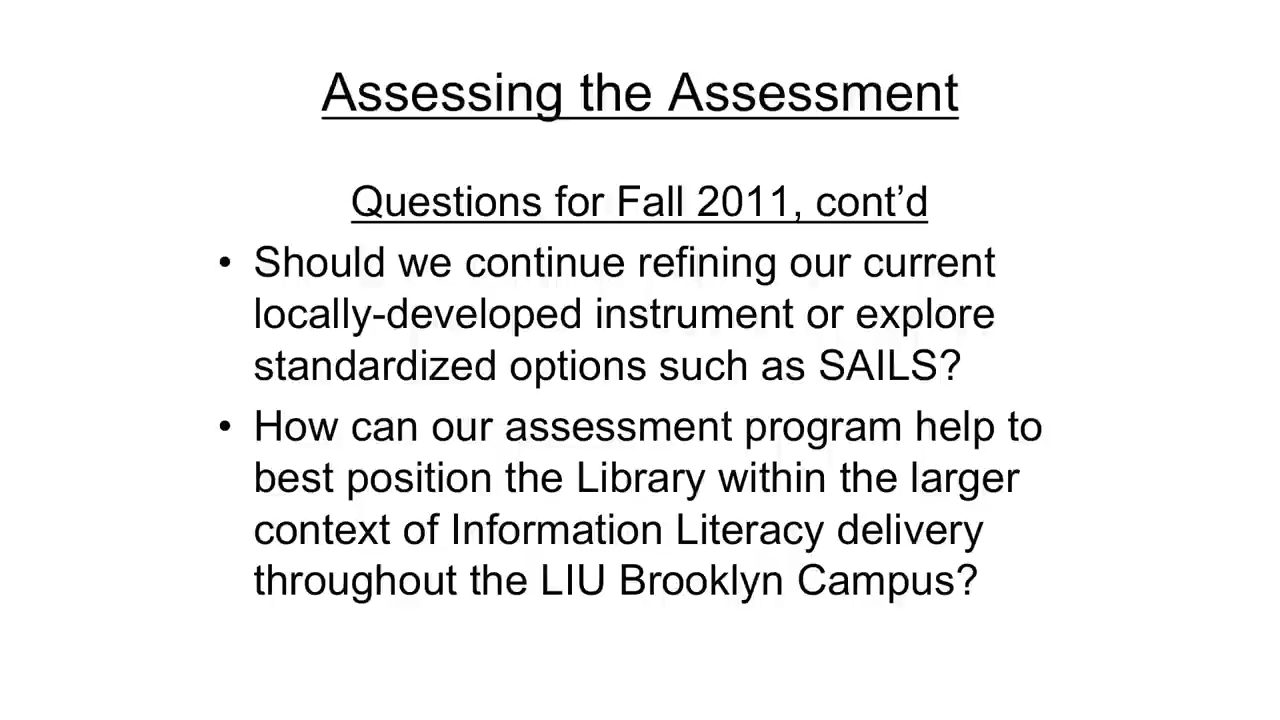 Assessing the Assessment
Questions for Fall 2011, cont’d
• Should we continue refining our current
locally-developed instrument or explore
standardized options such as SAILS?
• How can our assessment program help to
best position the Library within the larger
context of Information Literacy delivery
throughout the LIU Brooklyn Campus?